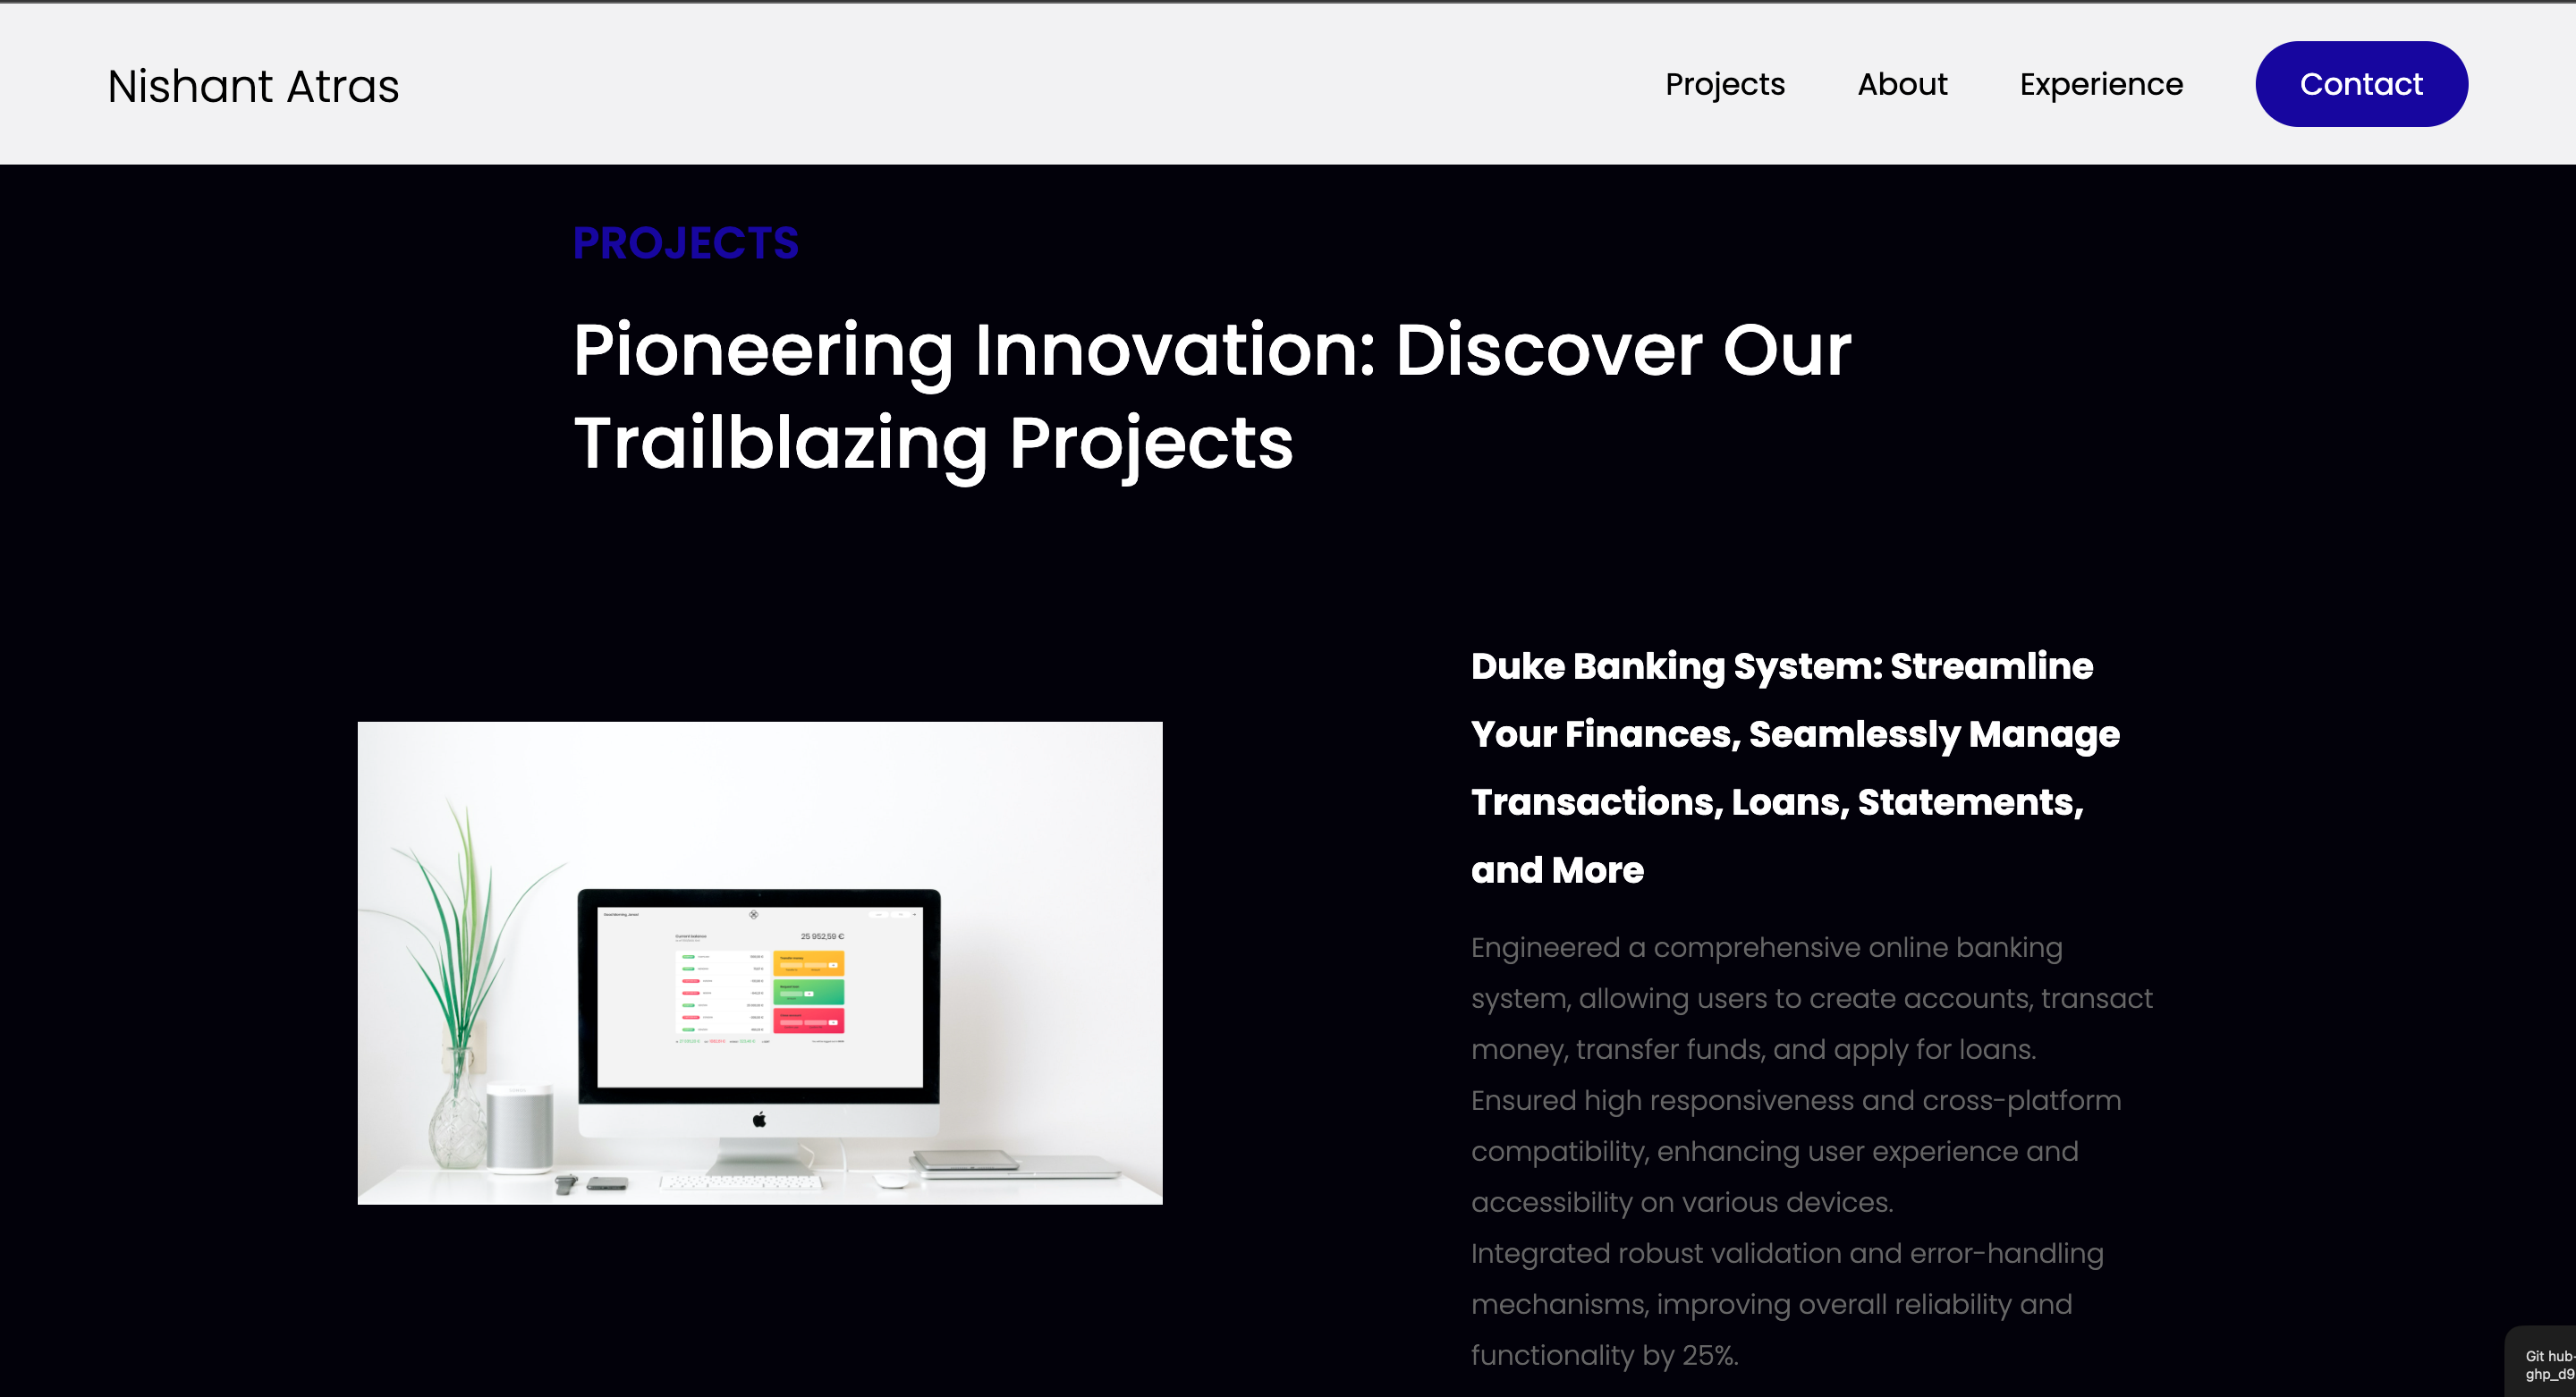 Nishant Atras
Projects
About
Experience
Contact
PROJECTS
Pioneering Innovation: Discover Our
Trailblazing Projects
Duke Banking System: Streamline
Your Finances, Seamlessly Manage
Transactions, Loans, Statements,
and More
Engineered a comprehensive online banking
system, allowing users to create accounts, transact
money, transfer funds, and apply for loans.
Ensured high responsiveness and cross-platform
compatibility, enhancing user experience and
accessibility on various devices.
Integrated robust validation and error-handling
mechanisms, improving overall reliability and
functionality by 25%.
25 952,59 €
Git hub-
ghp_d9